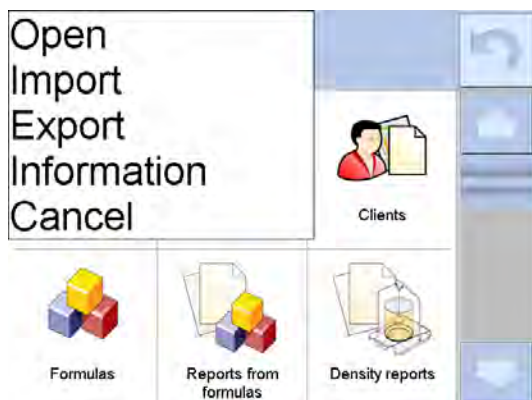 Open
Import
Export
Information
Cancel
Clients
Formulas
Reports from
formulas
Density reports